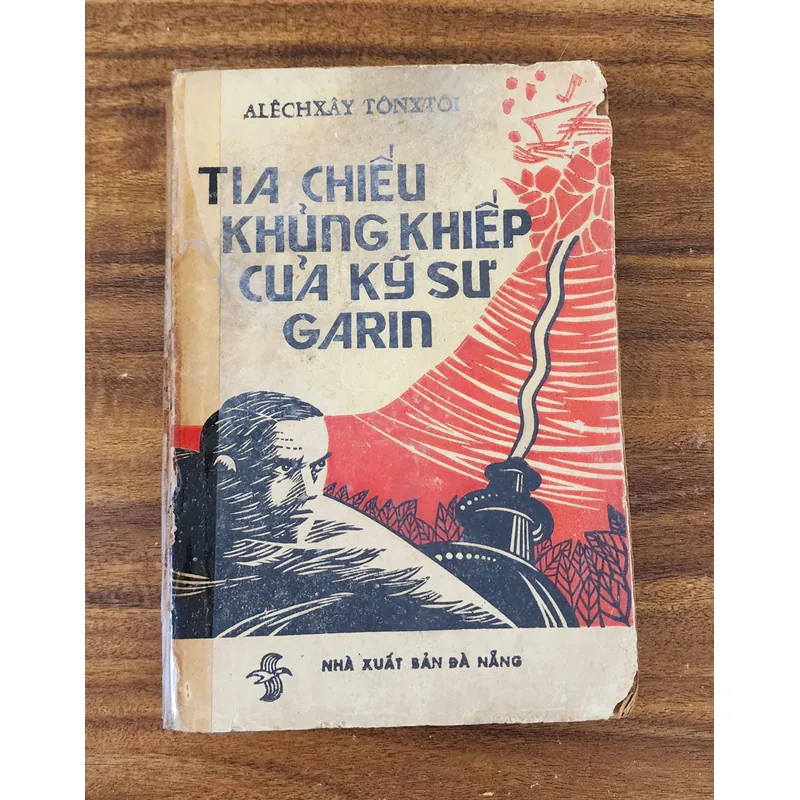 ALÊCHXÂY TÔNXTÔI
TIA CHIẾU
KHỦNG KHIẾP
CỦA KỸ SƯ
GARIN
NHÀ XUẤT BẢN ĐÀ NẴNG